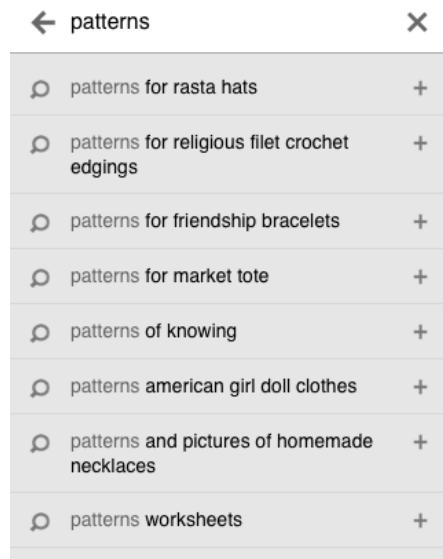 patterns
patterns for rasta hats
patterns for religious filet crochet
edgings
patterns for friendship bracelets
patterns for market tote
patterns of knowing
patterns american girl doll clothes
patterns and pictures of homemade
necklaces
patterns worksheets